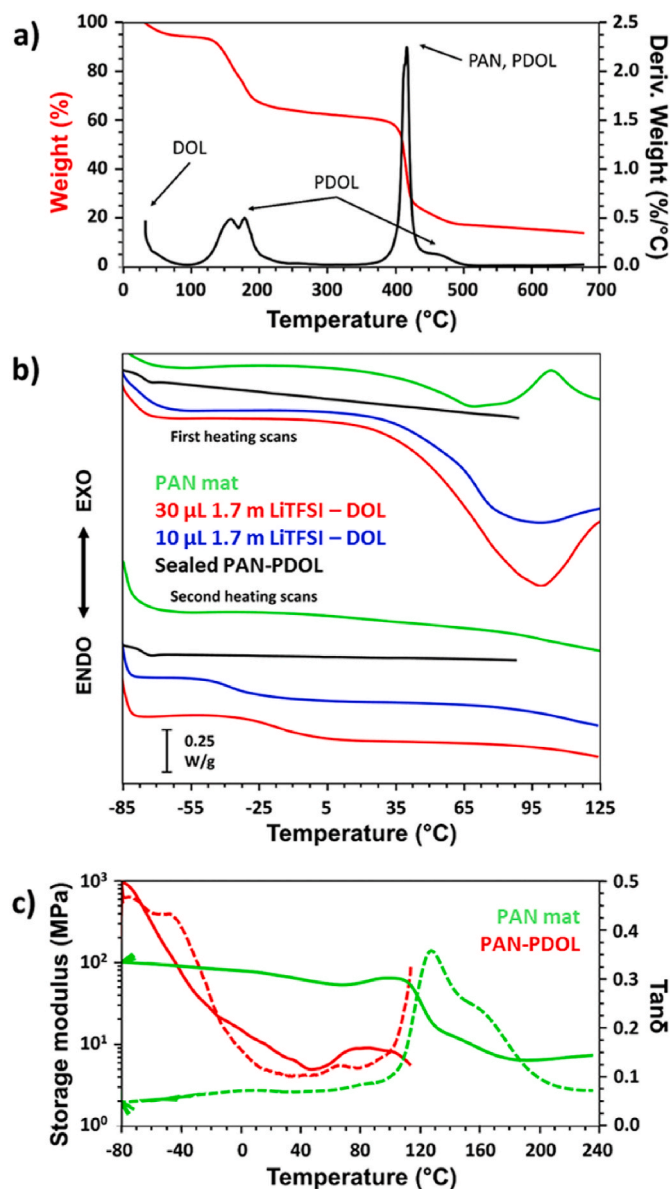 a)
Weight (%)
100
80
60
40
20
0
DOL
PDOL
PAN, PDOL
2.5
2.0
1.5
1.0
0.5
0.0
Deriv. Weight (%/°C)
0 100 200 300 400 500 600 700
Temperature (°C)
b)
ENDO EXO
First heating scans
PAN mat
30 µL 1.7 m LiTFSI – DOL
10 µL 1.7 m LiTFSI – DOL
Sealed PAN-PDOL
Second heating scans
0.25
W/g
-85 -55 -25 5 35 65 95 125
Temperature (°C)
c)
Storage modulus (MPa)
10³
10²
10¹
10⁰
PAN mat
PAN-PDOL
0.5
0.4
0.3
0.2
0.1
0.0
Tanδ
-80 -40 0 40 80 120 160 200 240
Temperature (°C)